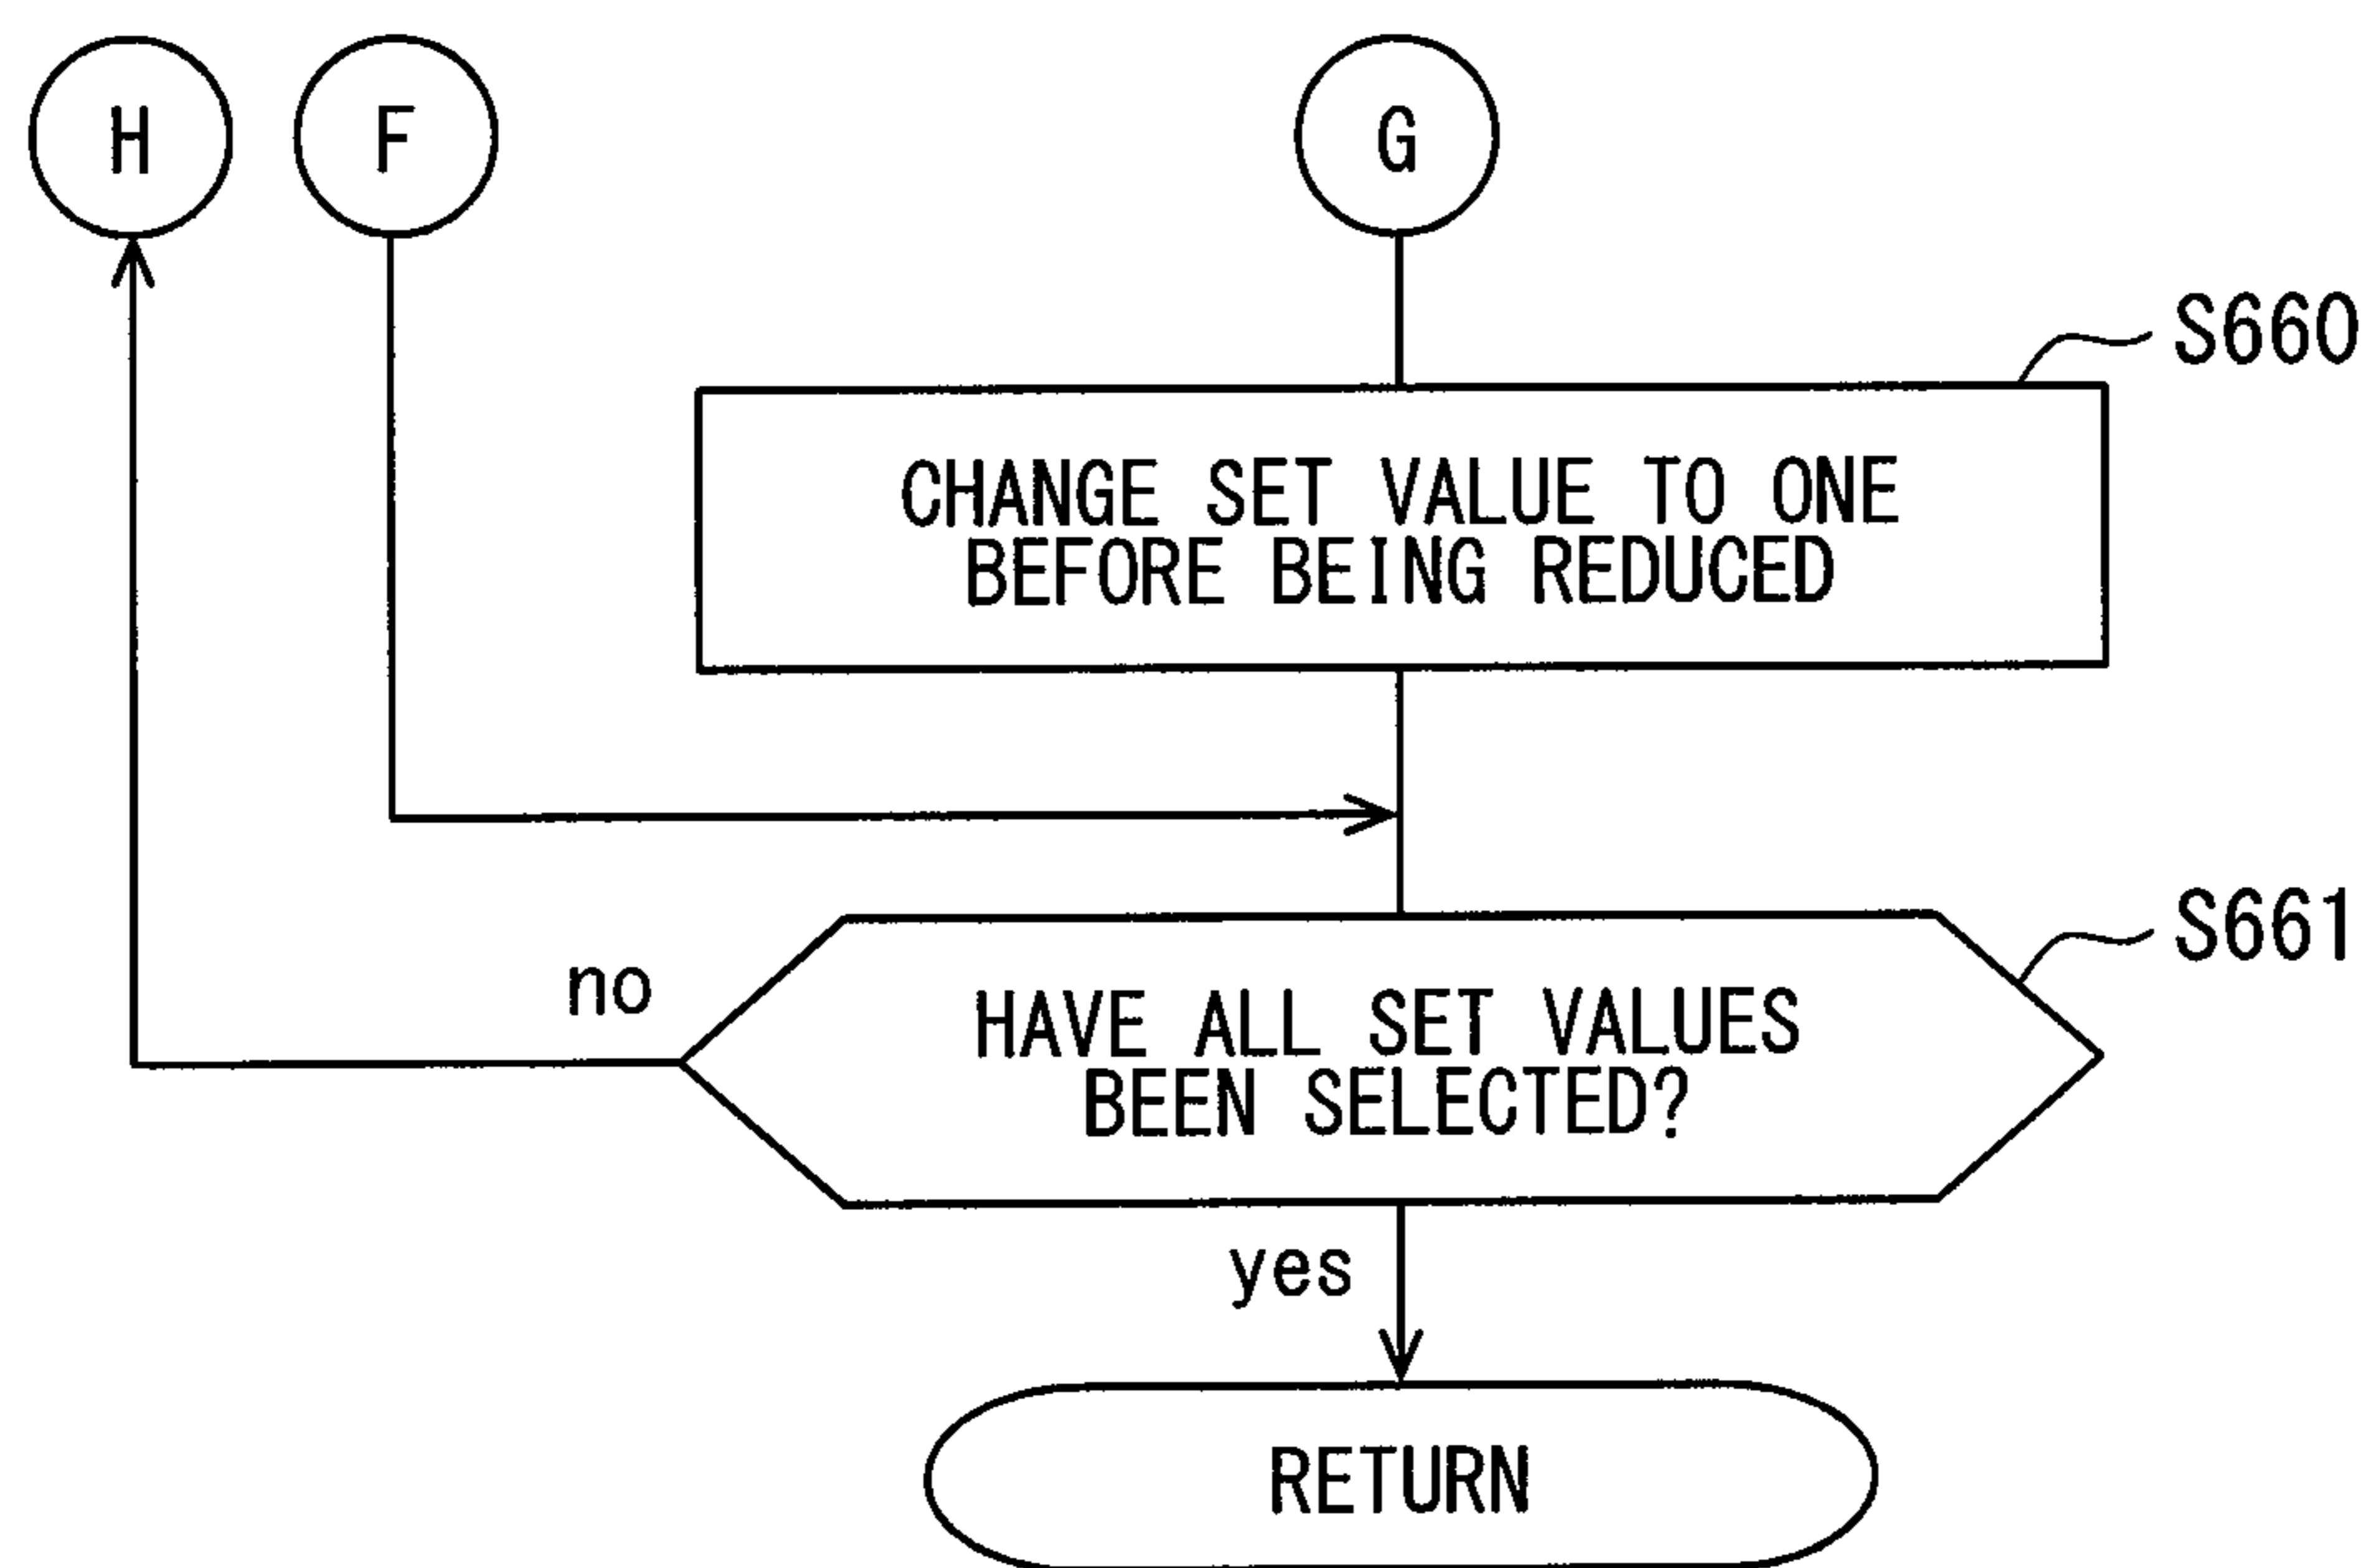 H
F
G
S660
CHANGE SET VALUE TO ONE
BEFORE BEING REDUCED
S661
no
HAVE ALL SET VALUES
BEEN SELECTED?
yes
RETURN